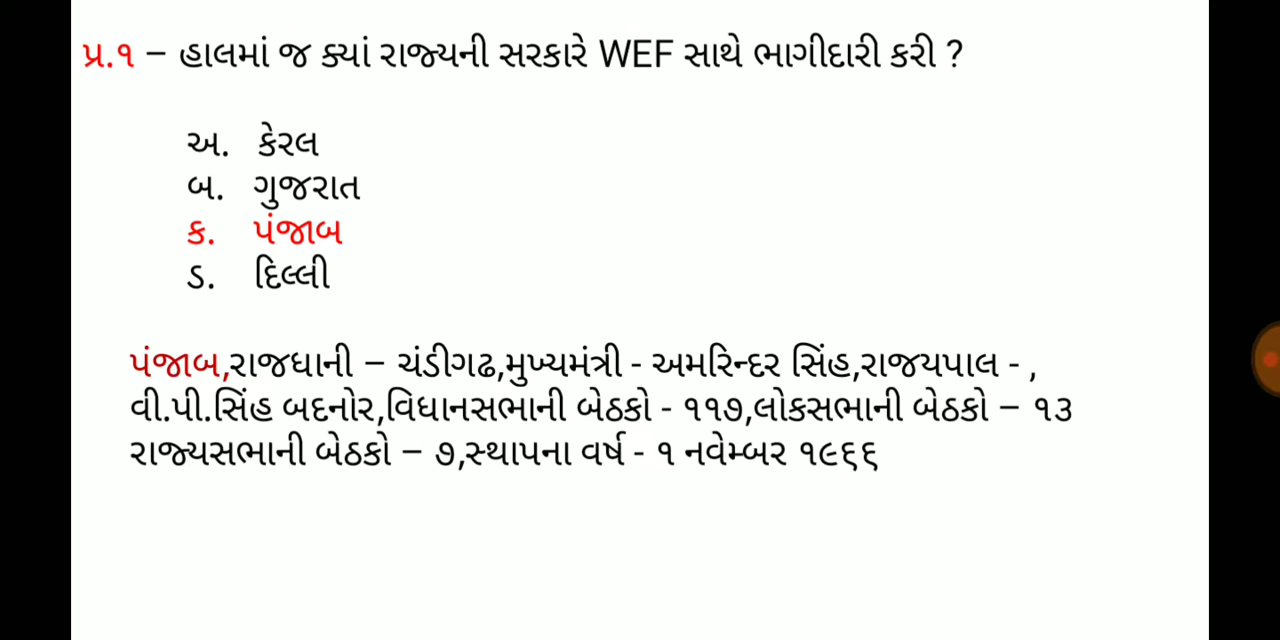 પ્ર.૧ – હાલમાં જ ક્યાં રાજ્યની સરકારે WEF સાથે ભાગીદારી કરી ?
અ. કેરલ
બ. ગુજરાત
ક. પંજાબ
ડ. દિલ્લી
પંજાબ,રાજધાની – ચંડીગઢ,મુખ્યમંત્રી - અમરિન્દર સિંહ,રાજયપાલ - ,
વી.પી.સિંહ બદનોર,વિધાનસભાની બેઠકો - ૧૧૭,લોકસભાની બેઠકો – ૧૩
રાજ્યસભાની બેઠકો – ૭,સ્થાપના વર્ષ - ૧ નવેમ્બર ૧૯૬૬